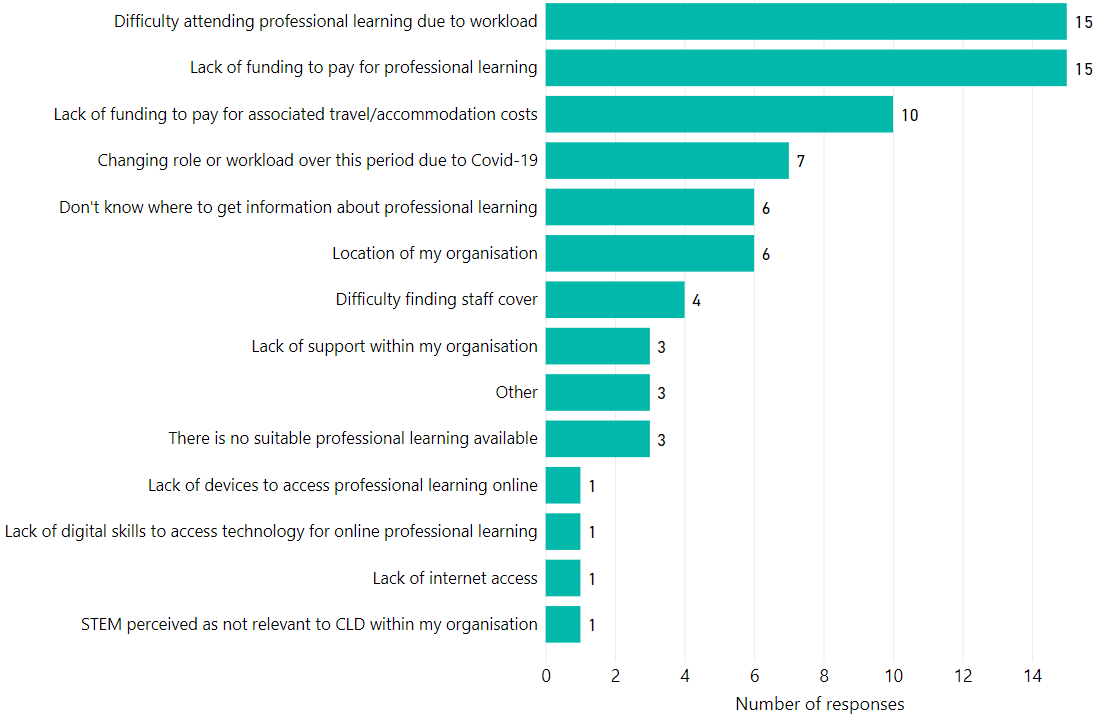 Difficulty attending professional learning due to workload 15
Lack of funding to pay for professional learning 15
Lack of funding to pay for associated travel/accommodation costs 10
Changing role or workload over this period due to Covid-19 7
Don't know where to get information about professional learning 6
Location of my organisation 6
Difficulty finding staff cover 4
Lack of support within my organisation 3
Other 3
There is no suitable professional learning available 3
Lack of devices to access professional learning online 1
Lack of digital skills to access technology for online professional learning 1
Lack of internet access 1
STEM perceived as not relevant to CLD within my organisation 1
0 2 4 6 8 10 12 14
Number of responses